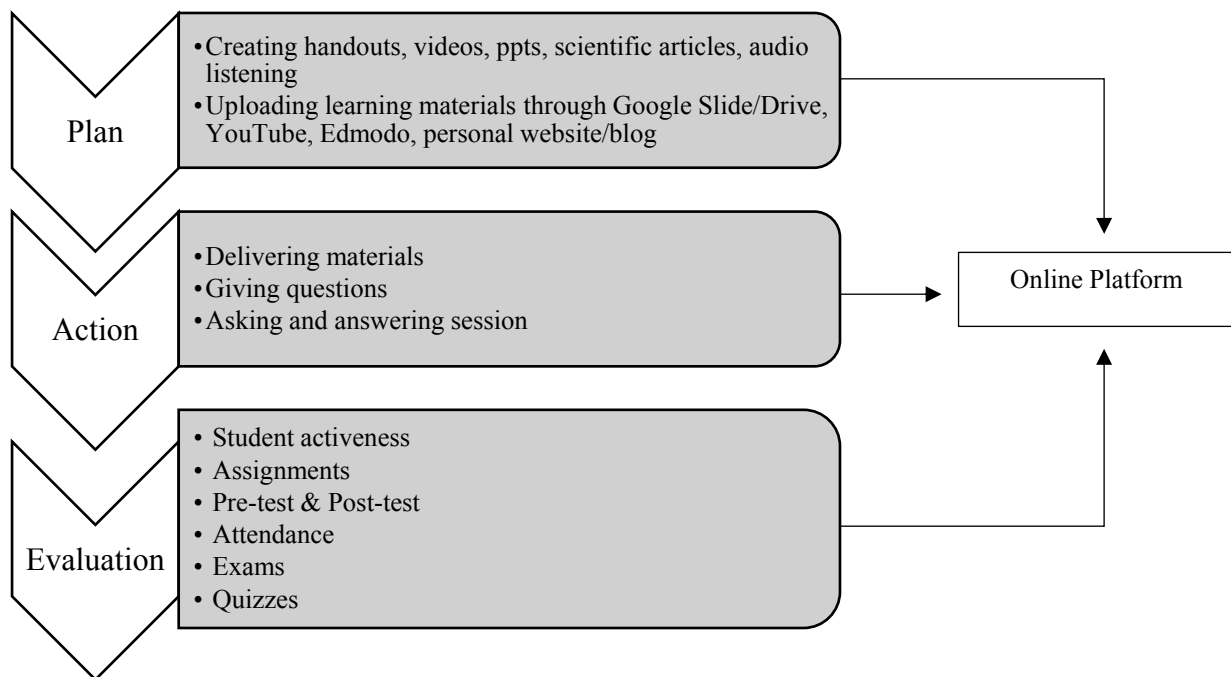 Plan
•Creating handouts, videos, ppts, scientific articles, audio
listening
•Uploading learning materials through Google Slide/Drive,
YouTube, Edmodo, personal website/blog
Action
•Delivering materials
•Giving questions
•Asking and answering session
Evaluation
• Student activeness
• Assignments
• Pre-test & Post-test
• Attendance
• Exams
• Quizzes
Online Platform